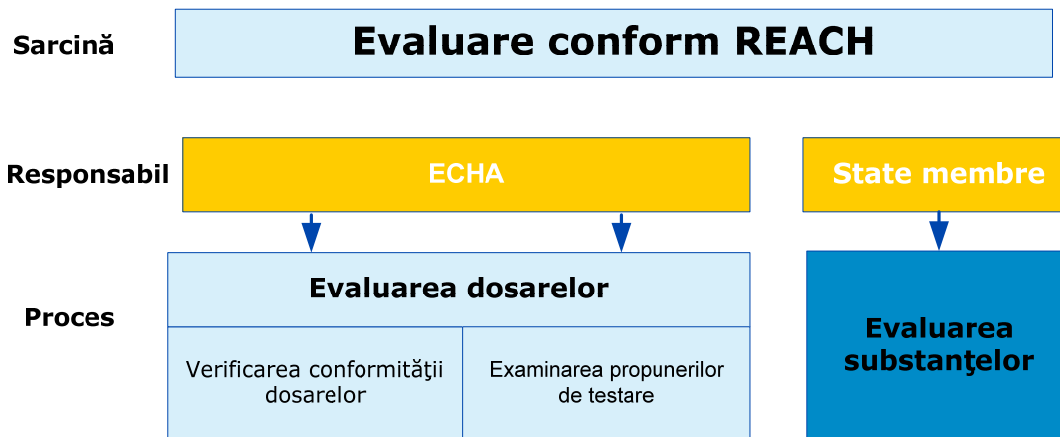 Sarcină
Evaluare conform REACH
Responsabil
ECHA
State membre
Proces
Evaluarea dosarelor
Verificarea conformităţii
dosarelor
Examinarea propunerilor
de testare
Evaluarea
substanţelor